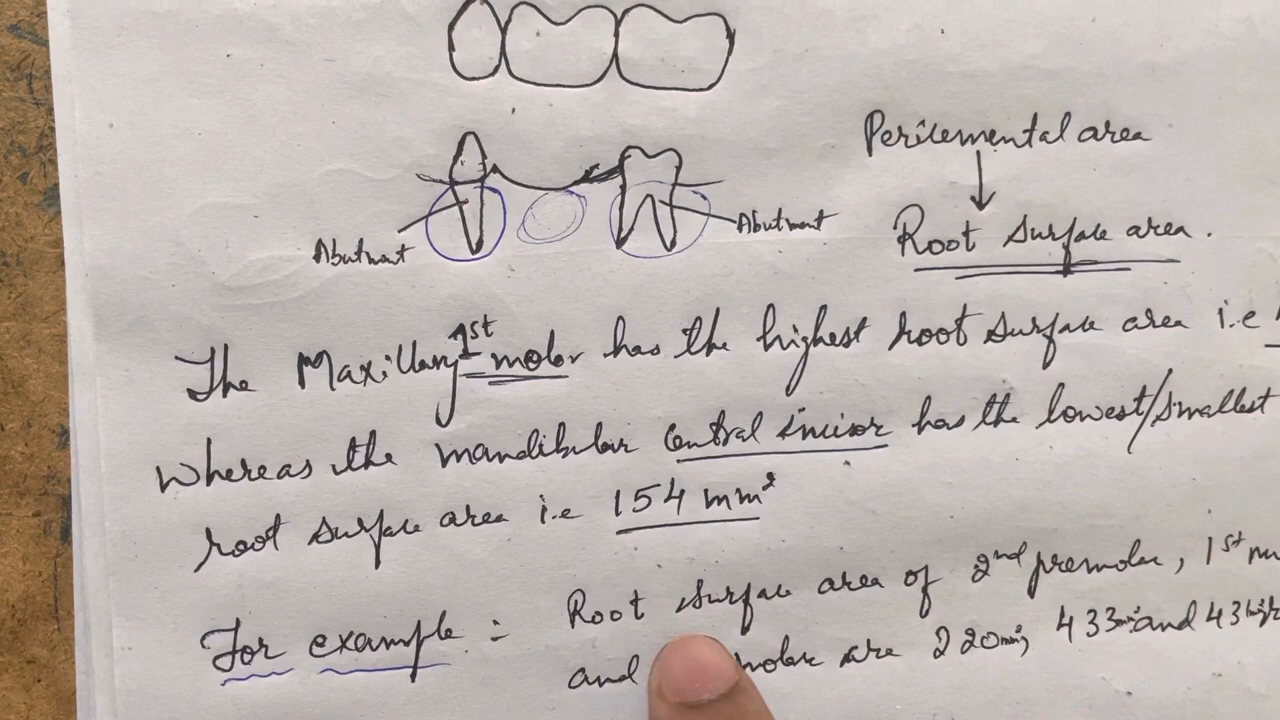 Pericemental area
Root surface area.
Abutment
Abutment
The Maxillary 1st molar has the highest root surface area i.e
Whereas the mandibular central incisor has the lowest/smallest
root surface area i.e 154 mm²
For example :- Root surface area of 2nd premolar, 1st
and molar are 220mm², 433mm² and 431